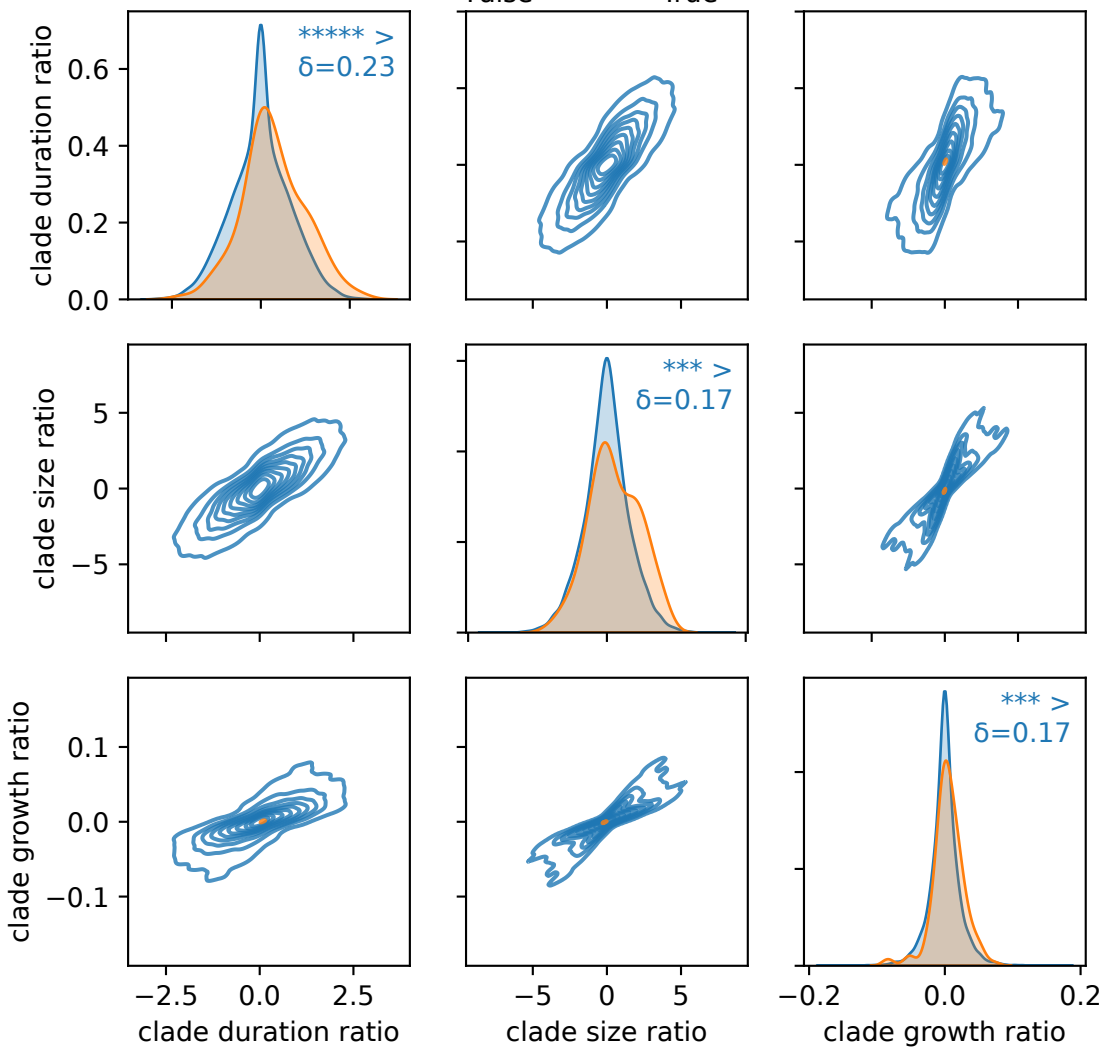 ***** >
δ=0.23
clade duration ratio
0.6
0.4
0.2
0.0
*** >
δ=0.17
clade size ratio
5
0
−5
*** >
δ=0.17
clade growth ratio
0.1
0.0
−0.1
−2.5 0.0 2.5 −5 0 5 −0.2 0.0 0.2
clade duration ratio clade size ratio clade growth ratio